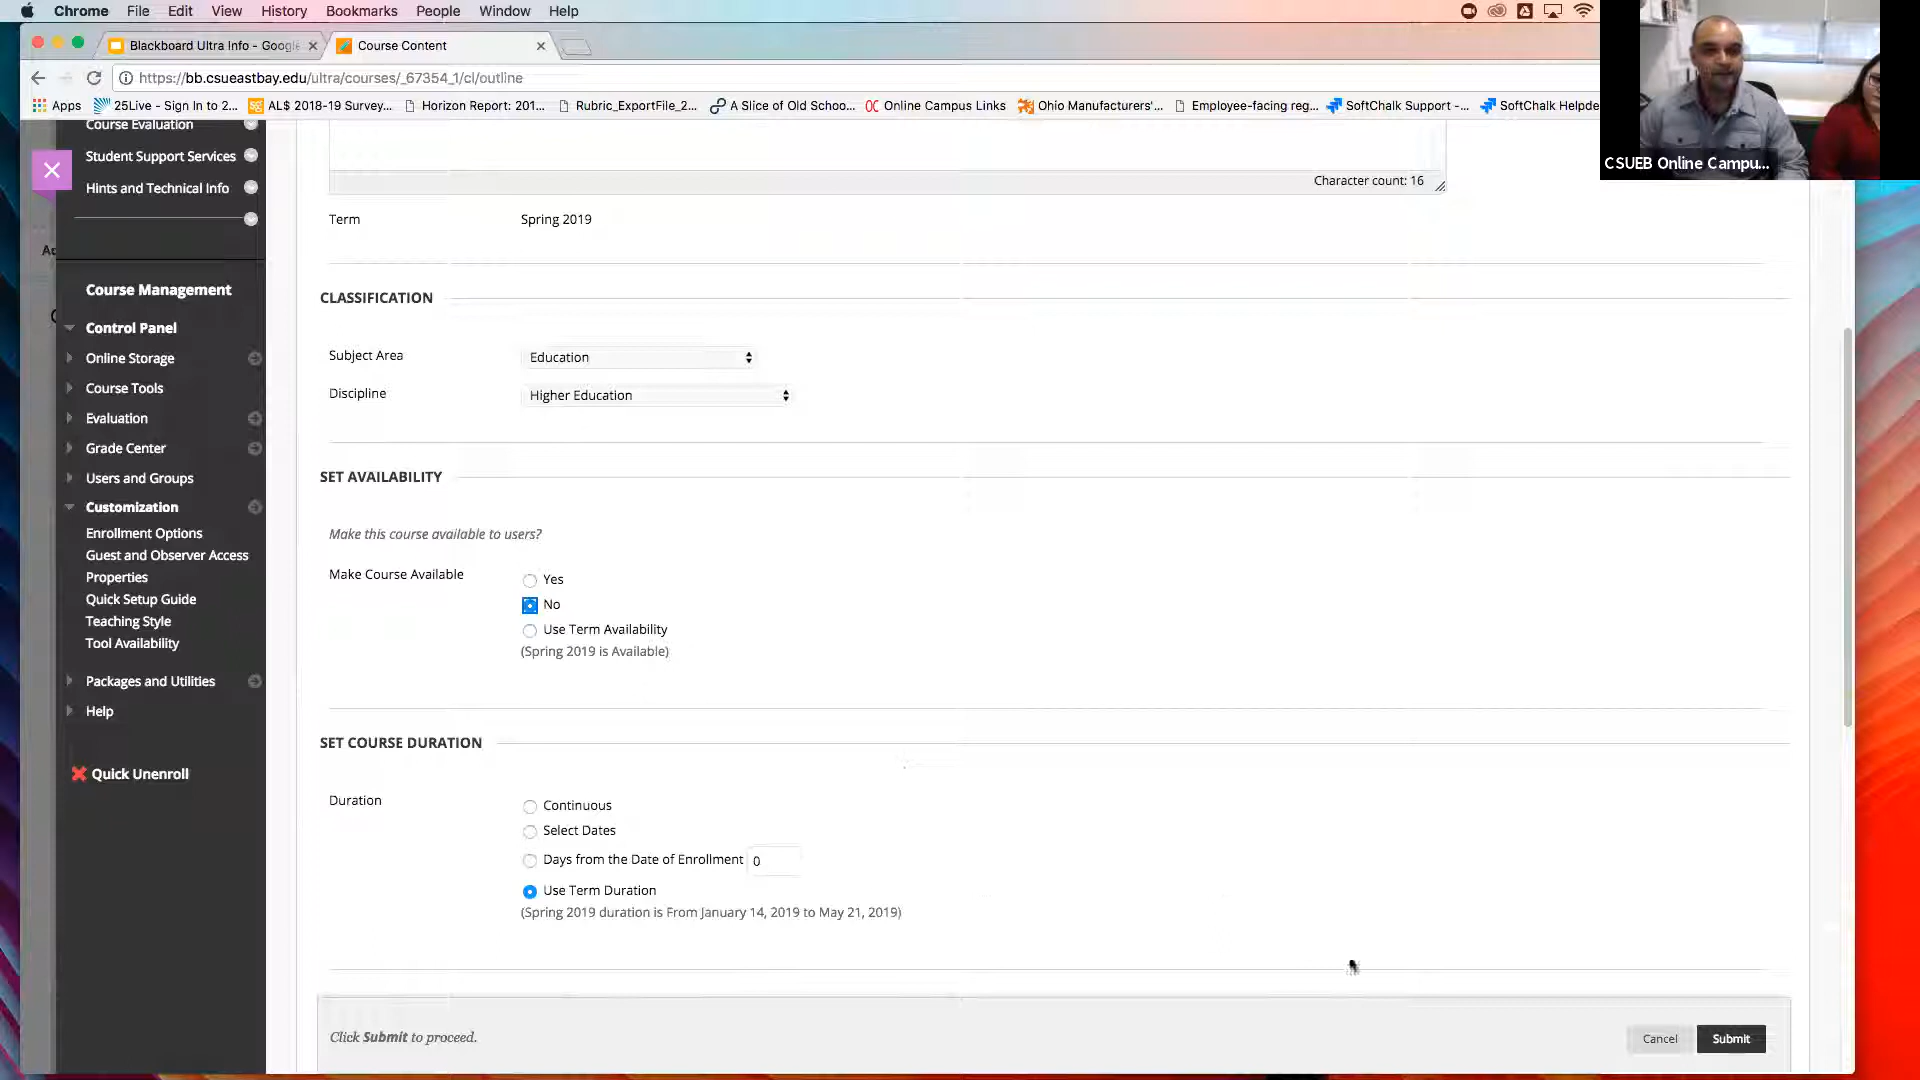 Chrome File Edit View History Bookmarks People Window Help
Blackboard Ultra Info - Google
Course Content
https://bb.csueastbay.edu/ultra/courses/_67354_1/cl/outline
Apps 25Live - Sign In to 2... AL$ 2018-19 Survey... Horizon Report: 201... Rubric_ExportFile_2... A Slice of Old Schoo... Online Campus Links Ohio Manufacturers'... Employee-facing reg... SoftChalk Support -... SoftChalk Helpde
CSUEB Online Campu...
Course Evaluation
Student Support Services
Hints and Technical Info
Course Management
Control Panel
Online Storage
Course Tools
Evaluation
Grade Center
Users and Groups
Customization
Enrollment Options
Guest and Observer Access
Properties
Quick Setup Guide
Teaching Style
Tool Availability
Packages and Utilities
Help
Quick Unenroll
Character count: 16
Term Spring 2019
CLASSIFICATION
Subject Area Education
Discipline Higher Education
SET AVAILABILITY
Make this course available to users?
Make Course Available Yes
No
Use Term Availability
(Spring 2019 is Available)
SET COURSE DURATION
Duration Continuous
Select Dates
Days from the Date of Enrollment 0
Use Term Duration
(Spring 2019 duration is From January 14, 2019 to May 21, 2019)
Click Submit to proceed.
Cancel Submit